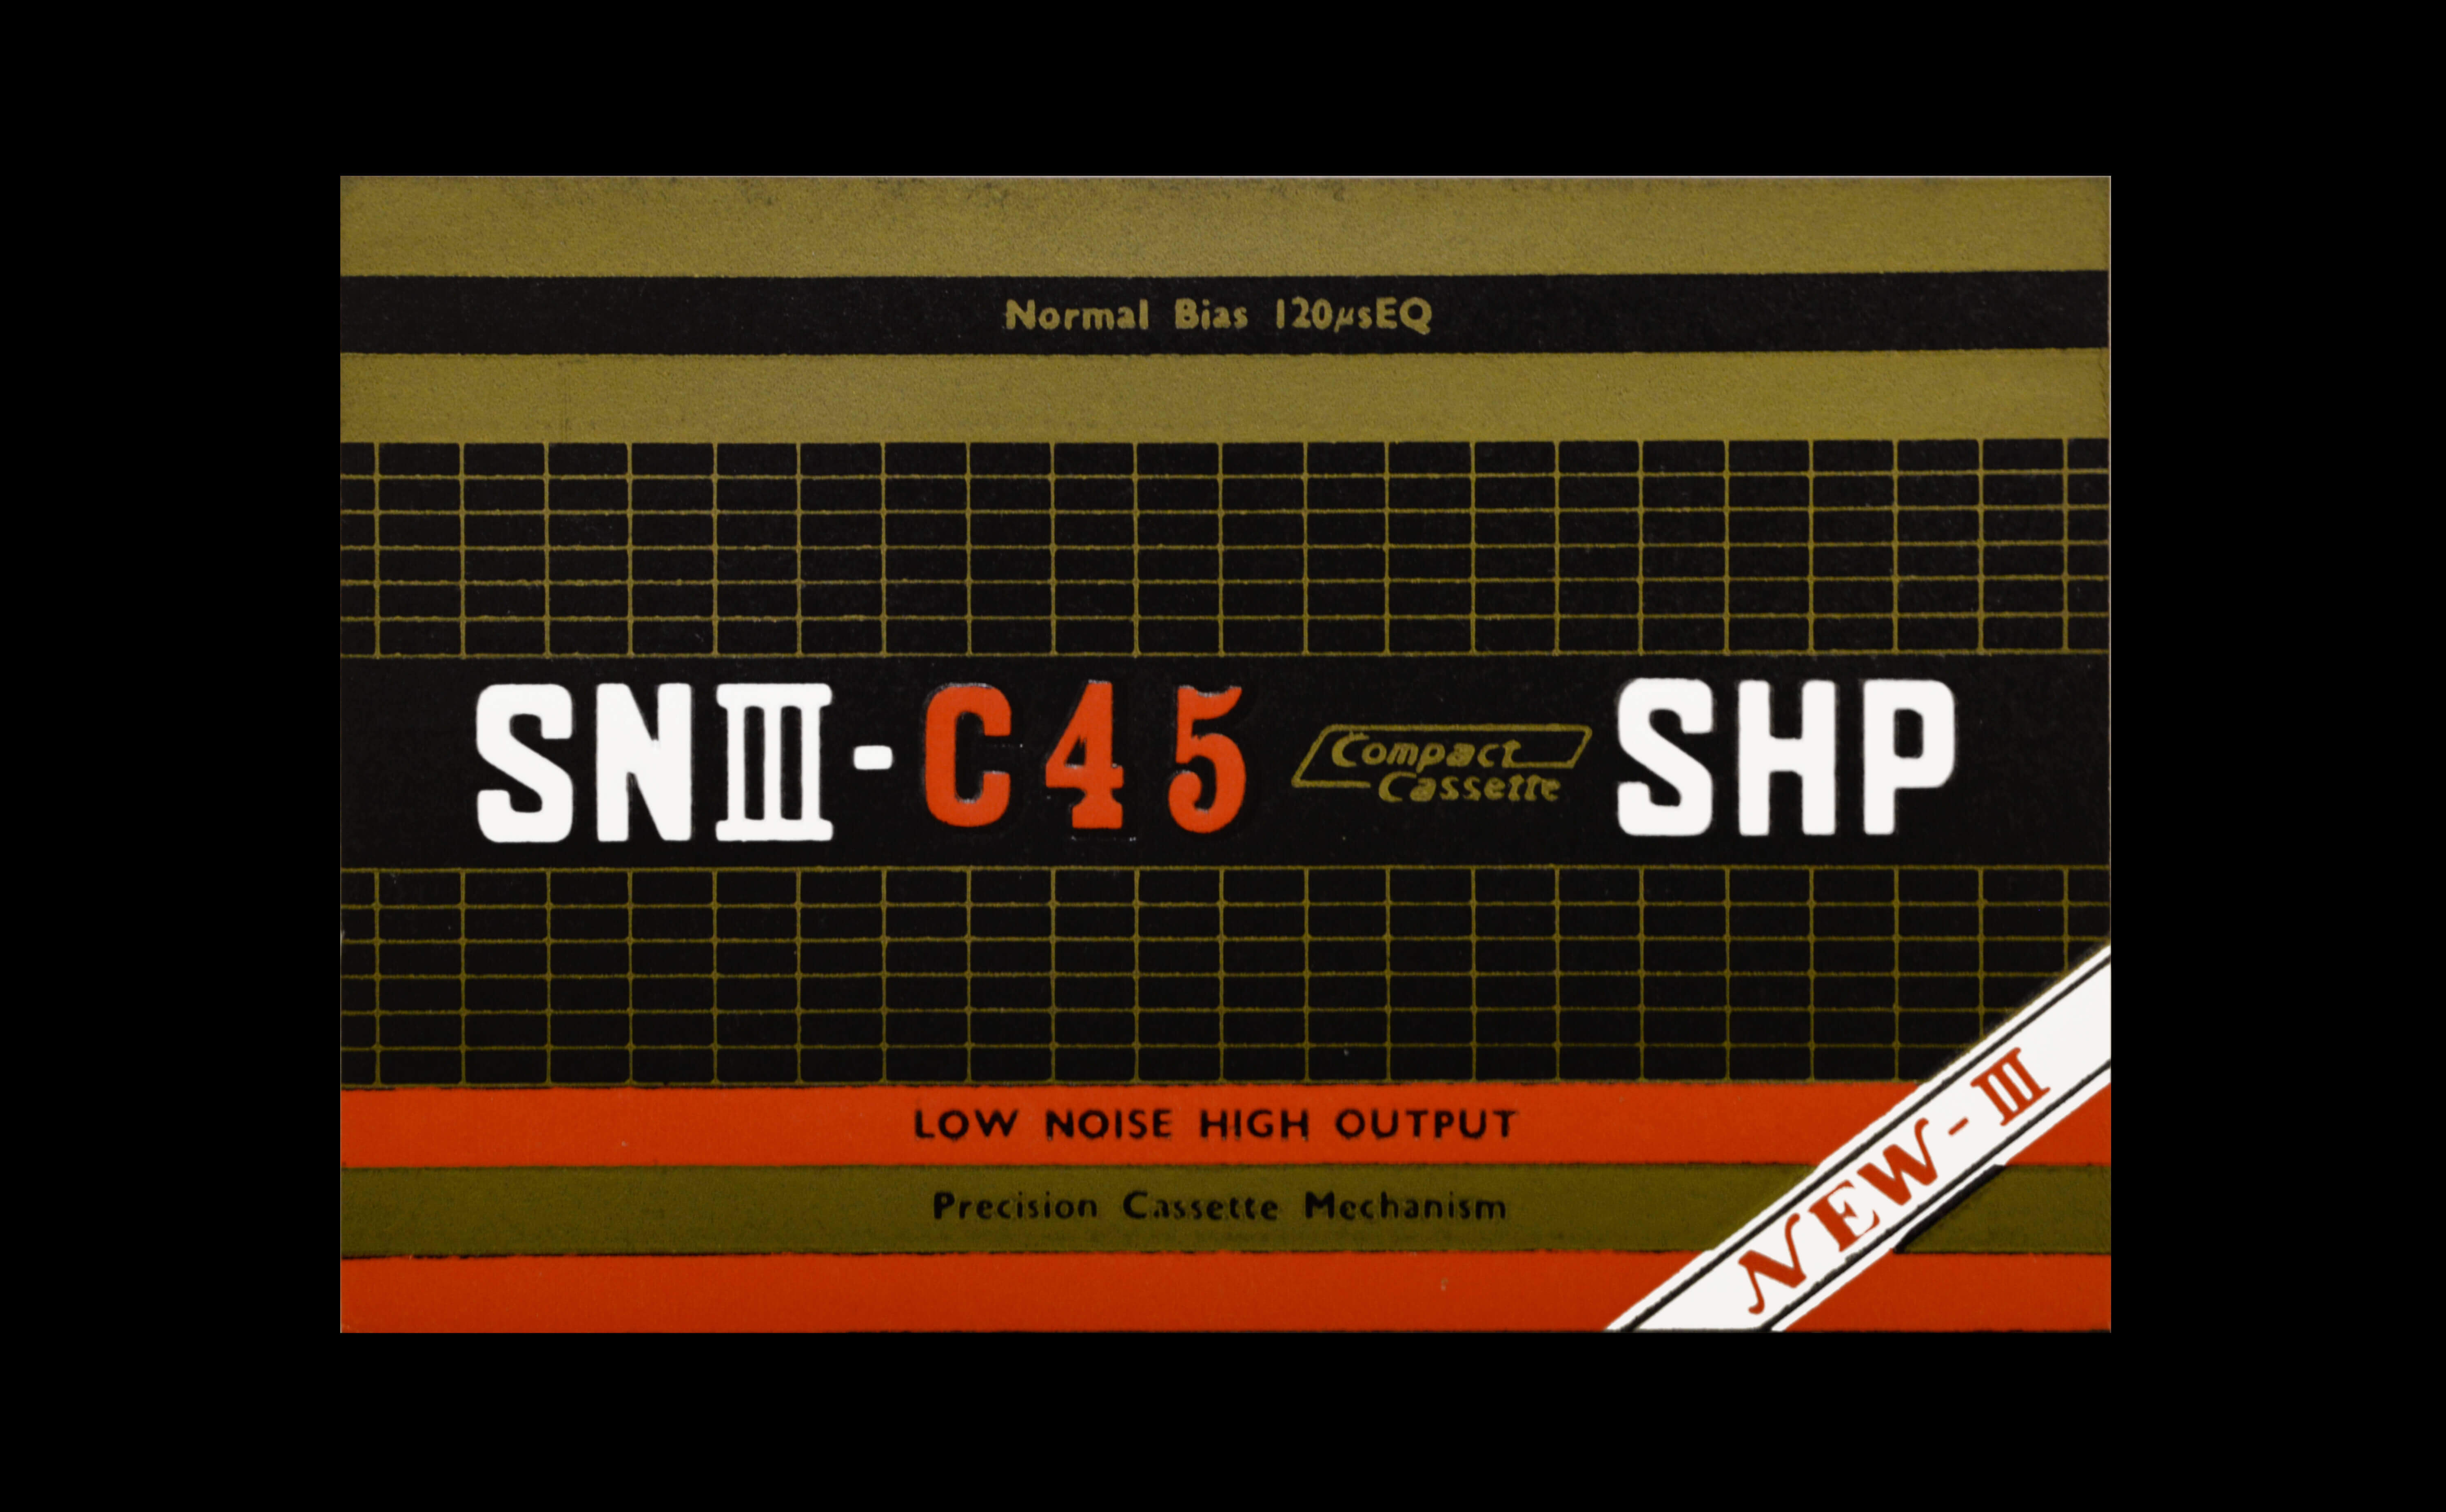 Normal Bias 120µsEQ
SNIII-C45 Compact Cassette SHP
LOW NOISE HIGH OUTPUT
Precision Cassette Mechanism
NEW-III